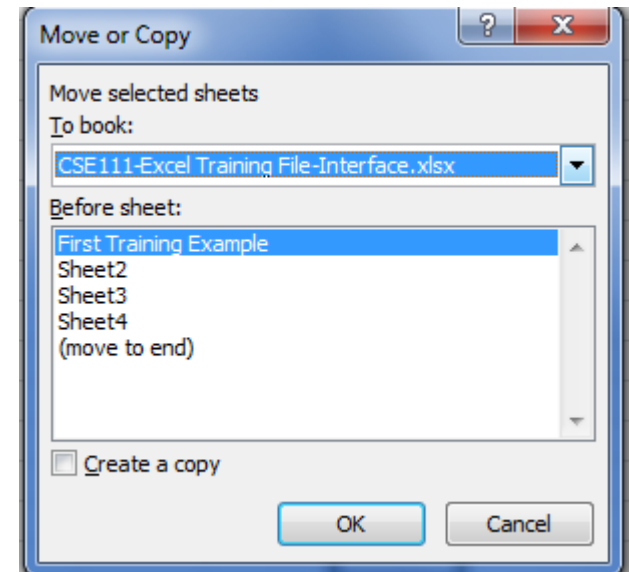 Move or Copy
?
X
Move selected sheets
To book:
CSE111-Excel Training File-Interface.xlsx
Before sheet:
First Training Example
Sheet2
Sheet3
Sheet4
(move to end)
Create a copy
OK
Cancel